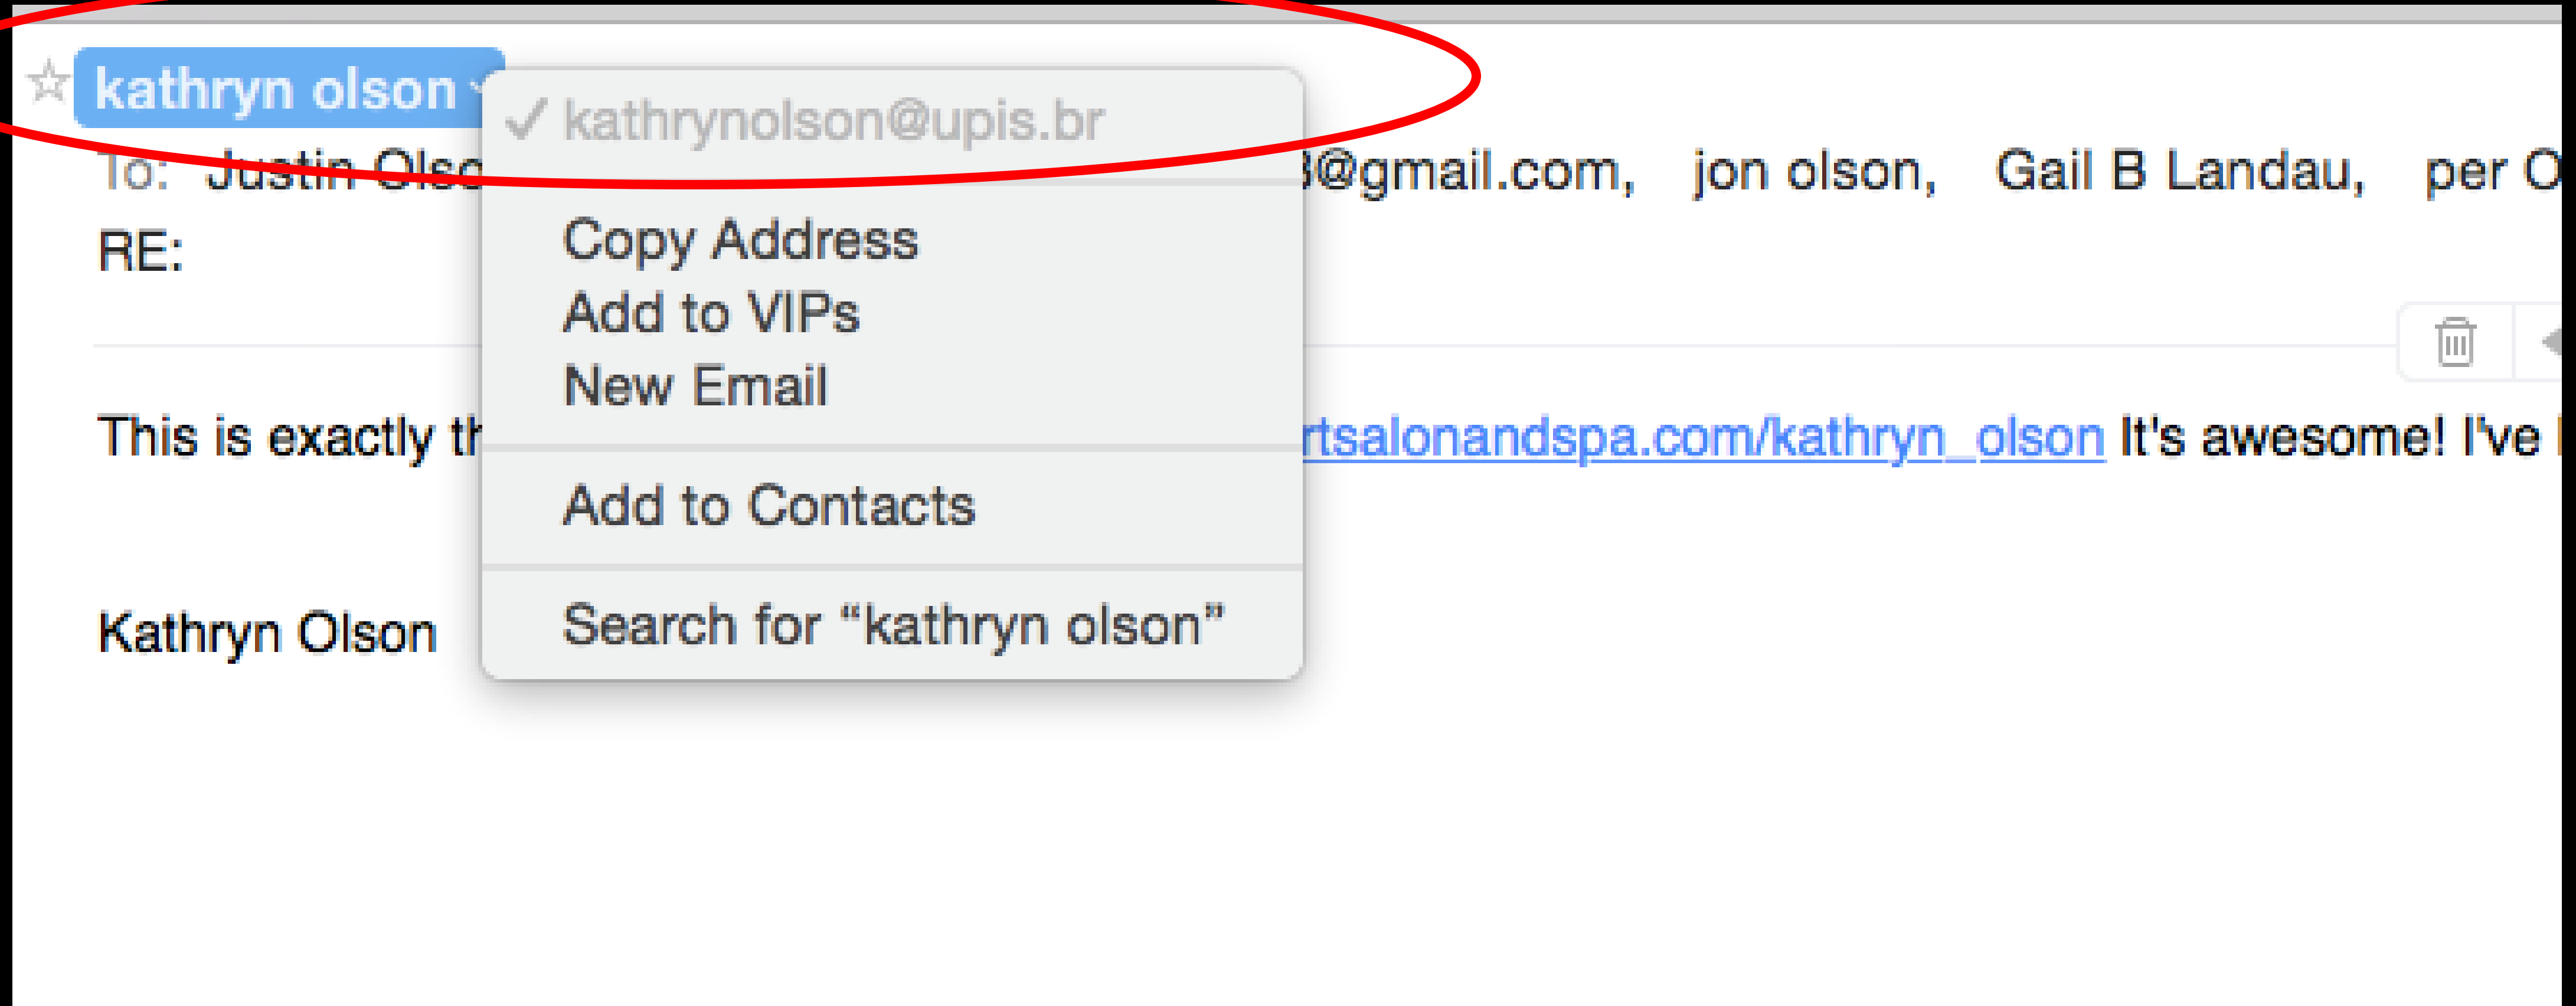 kathryn olson
✓ kathrynolson@upis.br
To: Justin Olso @gmail.com, jon olson, Gail B Landau, per O
RE:
Copy Address
Add to VIPs
New Email
This is exactly th rtsalonandspa.com/kathryn_olson It's awesome! I've
Add to Contacts
Kathryn Olson
Search for “kathryn olson”